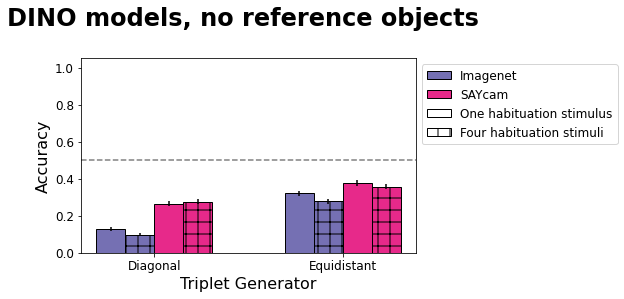 DINO models, no reference objects
1.0
0.8
0.6
0.4
0.2
0.0
Accuracy
Diagonal
Equidistant
Triplet Generator
Imagenet
SAYcam
One habituation stimulus
Four habituation stimuli